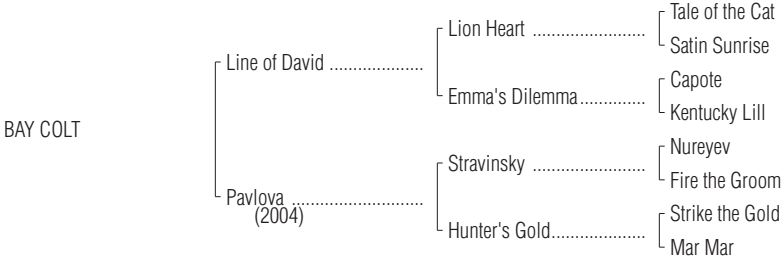 Tale of the Cat
Lion Heart ........................
Satin Sunrise
Line of David ....................
Capote
Emma's Dilemma..............
Kentucky Lill
BAY COLT
Nureyev
Stravinsky ........................
Fire the Groom
Pavlova ............................
(2004)
Strike the Gold
Hunter's Gold....................
Mar Mar